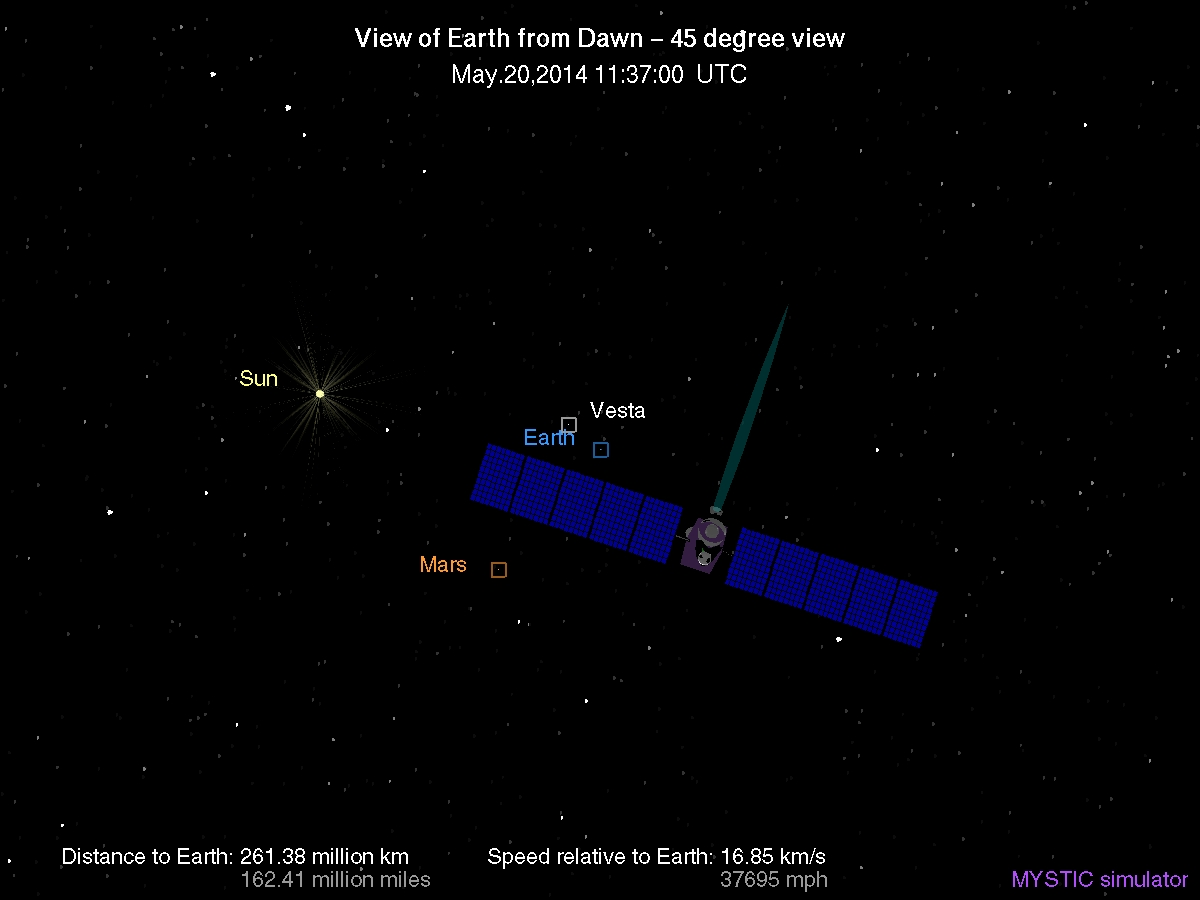 View of Earth from Dawn – 45 degree view
May.20,2014 11:37:00 UTC
Sun
Vesta
Earth
Mars
Distance to Earth: 261.38 million km
162.41 million miles
Speed relative to Earth: 16.85 km/s
37695 mph
MYSTIC simulator